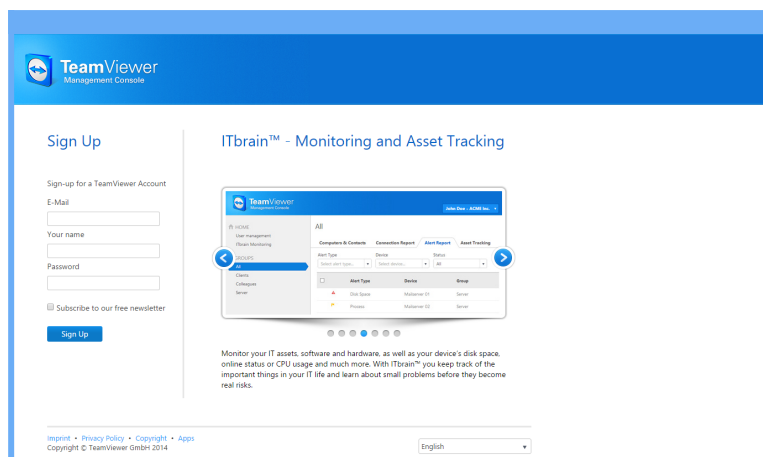 TeamViewer
Management Console
Sign Up
Sign-up for a TeamViewer Account
E-Mail
Your name
Password
Subscribe to our free newsletter
Sign Up
ITbrain™ - Monitoring and Asset Tracking
TeamViewer
Management Console
John Doe - ACME Inc.
HOME
User management
ITbrain Monitoring
GROUPS
All
Clients
Colleagues
Server
All
Computers & Contacts Connection Report Alert Report Asset Tracking
Alert Type Device Status
Select alert type... Select device... All
Alert Type Device Group
Disk Space Mailserver 01 Server
Process Mailserver 02 Server
Monitor your IT assets, software and hardware, as well as your device's disk space,
online status or CPU usage and much more. With ITbrain™ you keep track of the
important things in your IT life and learn about small problems before they become
real risks.
Imprint • Privacy Policy • Copyright • Apps
Copyright © TeamViewer GmbH 2014
English